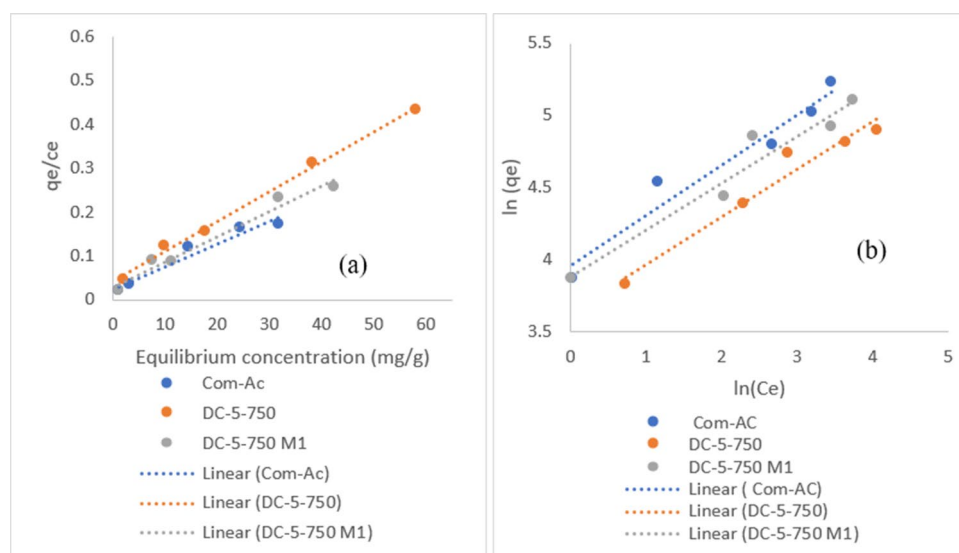 0.6
0.5
0.4
0.3
0.2
0.1
0
qe/ce
(a)
0 10 20 30 40 50 60
Equilibrium concentration (mg/g)
Com-Ac
DC-5-750
DC-5-750 M1
Linear (Com-Ac)
Linear (DC-5-750)
Linear (DC-5-750 M1)
5.5
5
4.5
4
3.5
ln (qe)
(b)
0 1 2 3 4 5
ln(Ce)
Com-AC
DC-5-750
DC-5-750 M1
Linear ( Com-AC)
Linear (DC-5-750)
Linear (DC-5-750 M1)